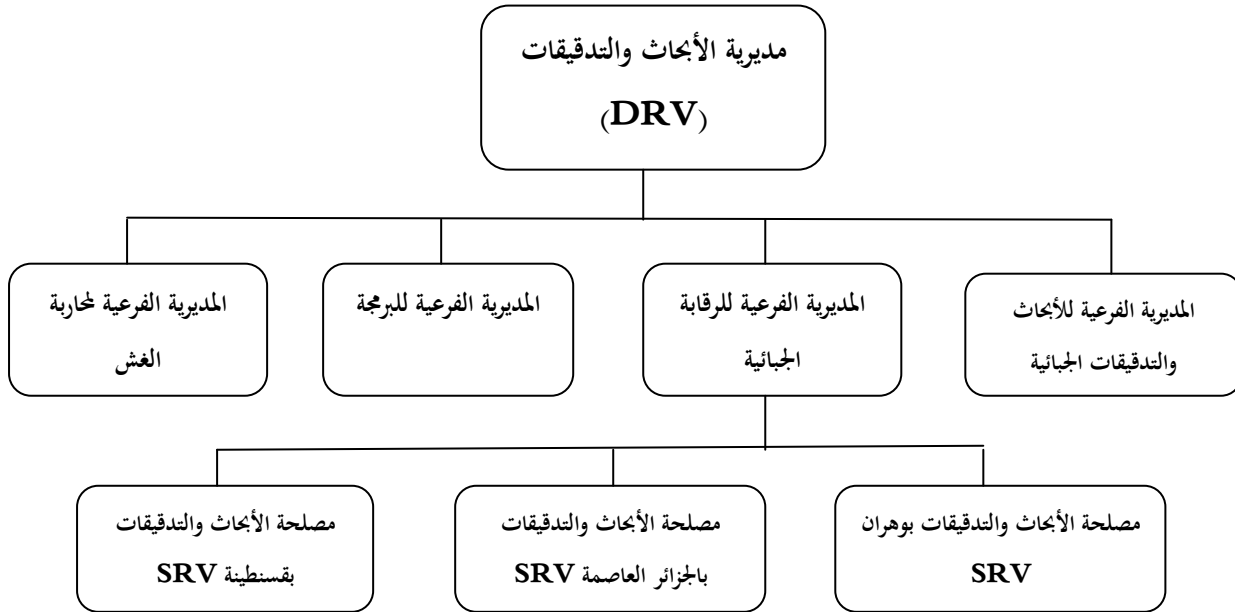 مديرية الأبحاث والتدقيقات
(DRV)
المديرية الفرعية للأبحاث
والتدقيقات الجبائية
المديرية الفرعية للرقابة
الجبائية
المديرية الفرعية للبرمجة
المديرية الفرعية لمحاربة
الغش
مصلحة الأبحاث والتدقيقات بوهران
SRV
مصلحة الأبحاث والتدقيقات
بالجزائر العاصمة SRV
مصلحة الأبحاث والتدقيقات
بقسنطينة SRV